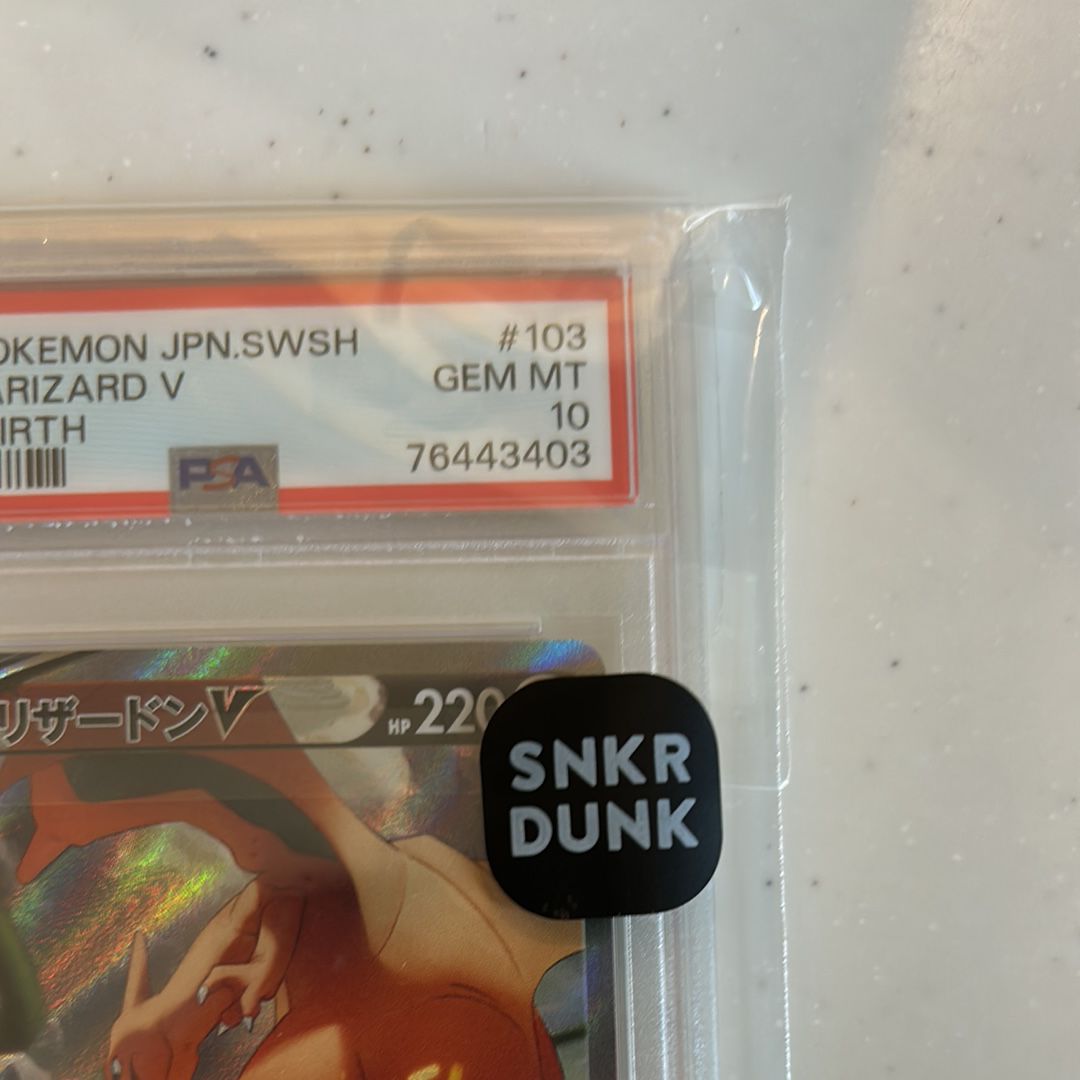 OKEMON JPN.SWSH #103
ARIZARD V GEM MT
IRTH 10
PSA 76443403
リザードンV HP 220
SNKR
DUNK